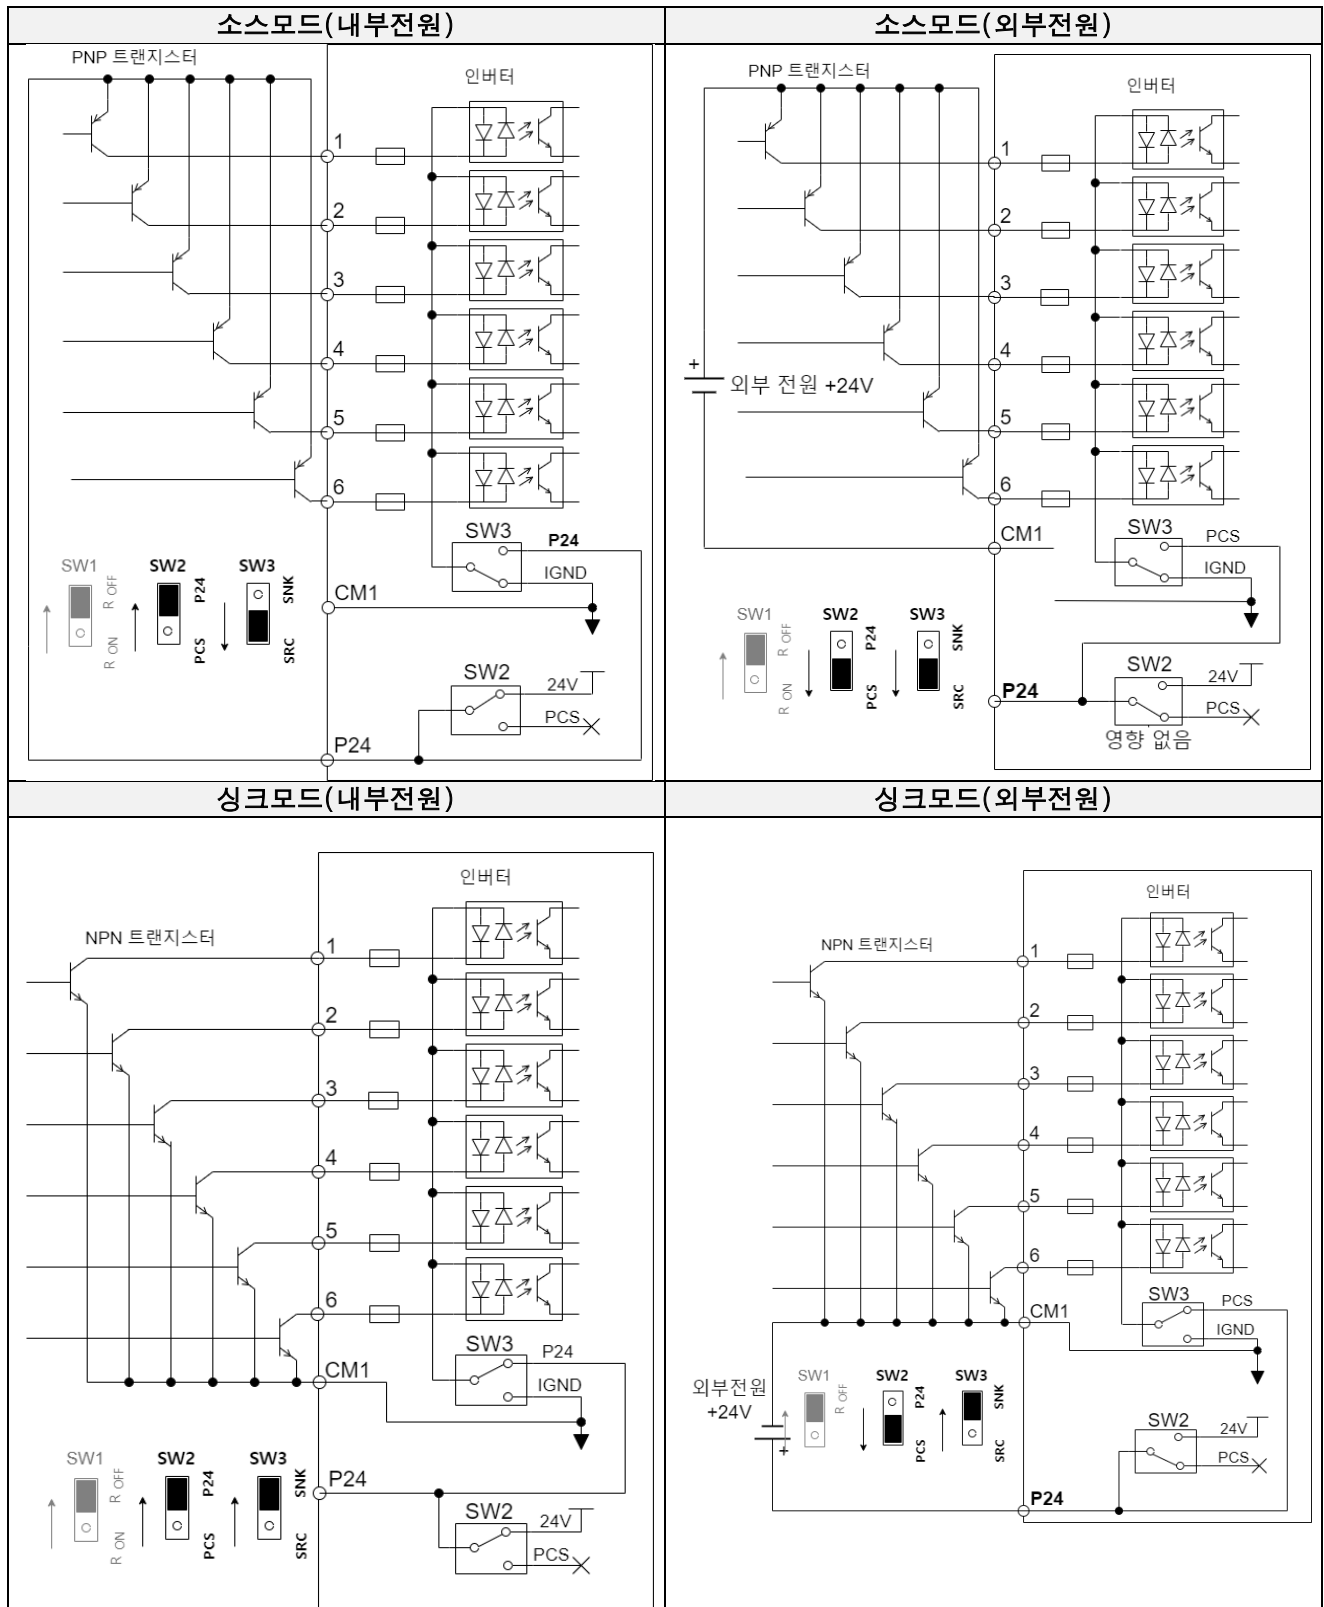 소스모드(내부전원)
PNP 트랜지스터
인버터
1
2
3
4
5
6
SW3
P24
IGND
CM1
SW1
R OFF
R ON
SW2
P24
PCS
SW3
SNK
SRC
SW2
24V
PCS
P24
소스모드(외부전원)
PNP 트랜지스터
인버터
1
2
3
4
+
외부 전원 +24V
5
6
CM1
SW3
PCS
IGND
SW1
R OFF
R ON
SW2
P24
PCS
SW3
SNK
SRC
P24
SW2
24V
PCS
영향 없음
싱크모드(내부전원)
인버터
NPN 트랜지스터
1
2
3
4
5
6
SW3
P24
IGND
CM1
SW1
R OFF
R ON
SW2
P24
PCS
SW3
SNK
SRC
P24
SW2
24V
PCS
싱크모드(외부전원)
인버터
NPN 트랜지스터
1
2
3
4
5
6
SW3
PCS
IGND
CM1
외부전원
+24V
+
SW1
R OFF
SW2
P24
PCS
SW3
SNK
SRC
SW2
24V
PCS
P24